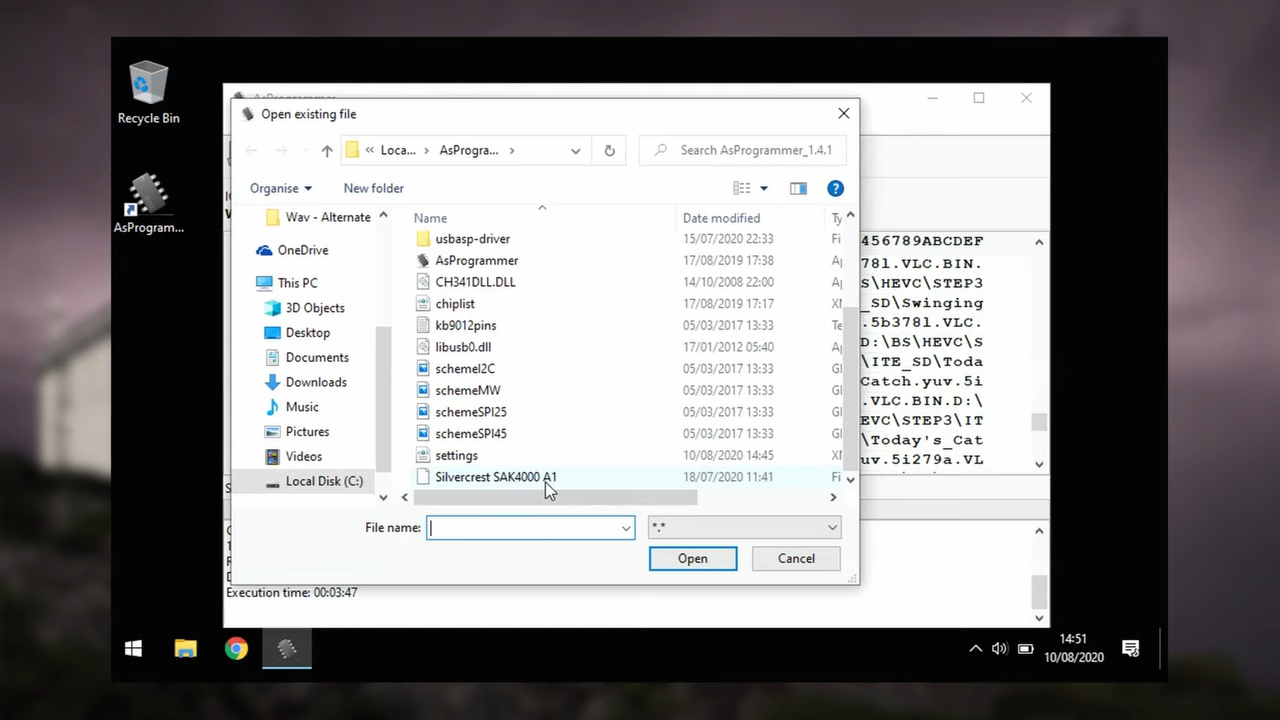 Recycle Bin
AsProgram...
AsProgrammer
Open existing file
« Loca... › AsProgra... ›
Search AsProgrammer_1.4.1
Organise
New folder
Name Date modified Ty
Wav - Alternate
OneDrive
This PC
3D Objects
Desktop
Documents
Downloads
Music
Pictures
Videos
Local Disk (C:)
usbasp-driver 15/07/2020 22:33 Fi
AsProgrammer 17/08/2019 17:38 Ap
CH341DLL.DLL 14/10/2008 22:00 Ap
chiplist 17/08/2019 17:17 XM
kb9012pins 05/03/2017 13:33 Te
libusb0.dll 17/01/2012 05:40 Ap
schemeI2C 05/03/2017 13:33 GI
schemeMW 05/03/2017 13:33 GI
schemeSPI25 05/03/2017 13:33 GI
schemeSPI45 05/03/2017 13:33 GI
settings 10/08/2020 14:45 XM
Silvercrest SAK4000 A1 18/07/2020 11:41 Fi
File name:
*.*
Open
Cancel
456789ABCDEF
78l.VLC.BIN.
S\HEVC\STEP3
_SD\Swinging
.5b378l.VLC.
D:\BS\HEVC\S
\ITE_SD\Toda
Catch.yuv.5i
.VLC.BIN.D:\
EVC\STEP3\IT
\Today's_Cat
uv.5i279a.VL
Execution time: 00:03:47
14:51
10/08/2020